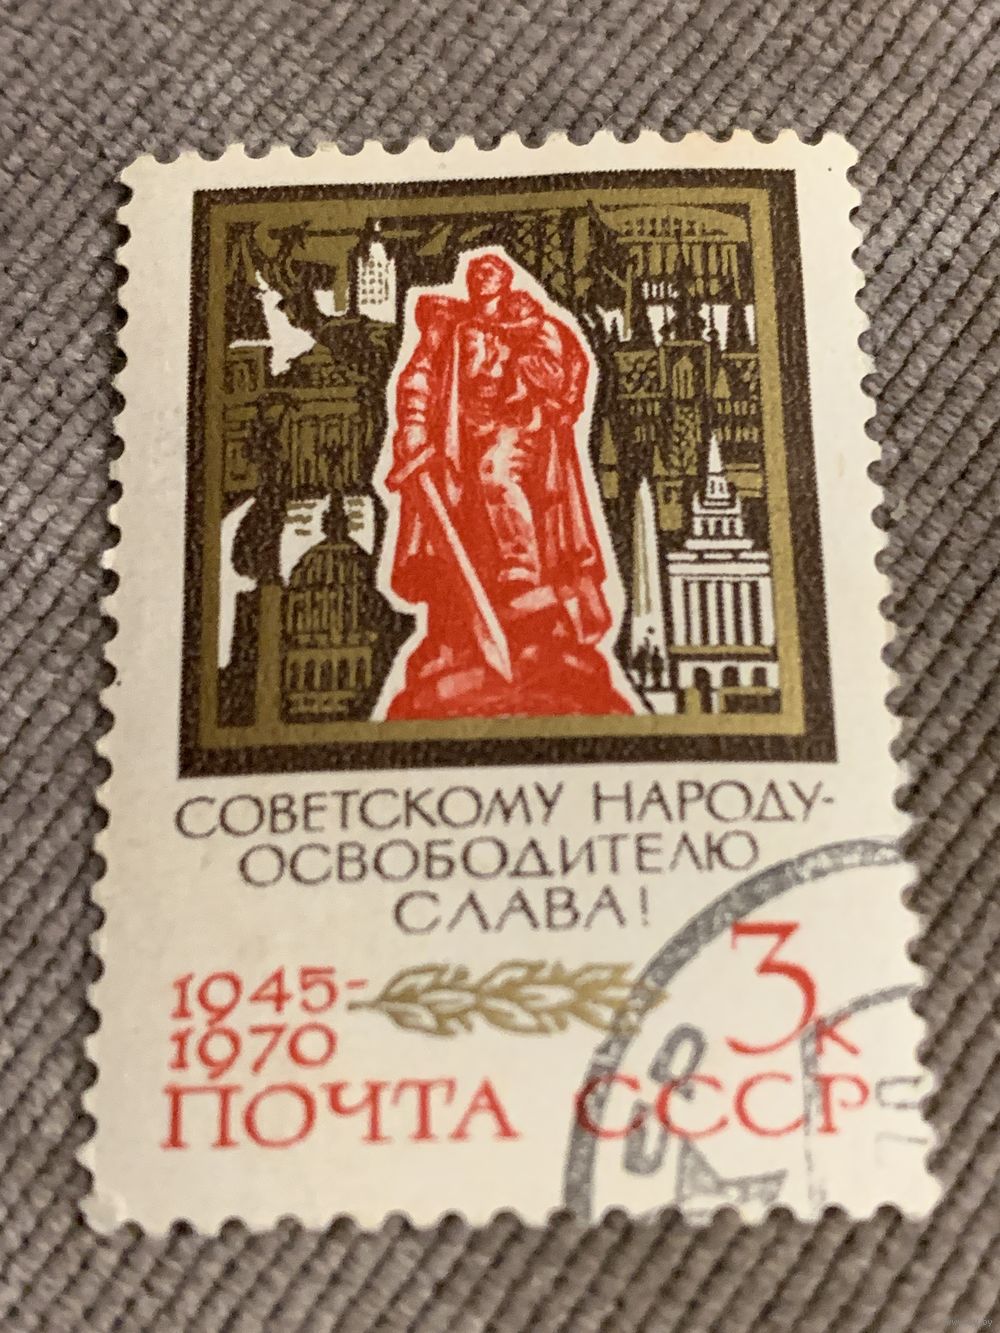 СОВЕТСКОМУ НАРОДУ-
ОСВОБОДИТЕЛЮ
СЛАВА!
1945-
1970
3к
ПОЧТА СССР